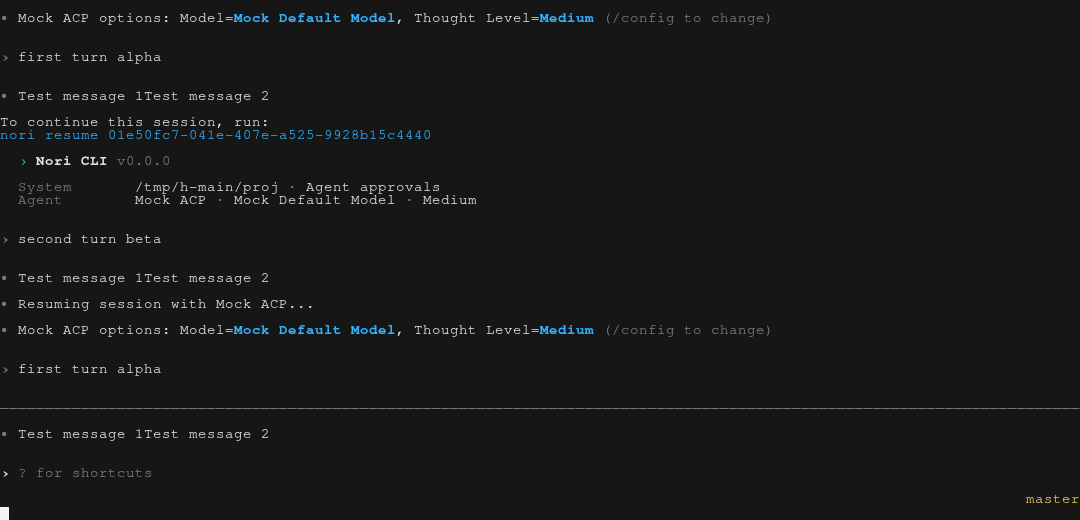 • Mock ACP options: Model=Mock Default Model, Thought Level=Medium (/config to change)
› first turn alpha
• Test message 1Test message 2
To continue this session, run:
nori resume 01e50fc7-041e-407e-a525-9928b15c4440
› Nori CLI v0.0.0
System /tmp/h-main/proj · Agent approvals
Agent Mock ACP · Mock Default Model · Medium
› second turn beta
• Test message 1Test message 2
• Resuming session with Mock ACP...
• Mock ACP options: Model=Mock Default Model, Thought Level=Medium (/config to change)
› first turn alpha
• Test message 1Test message 2
› ? for shortcuts
master